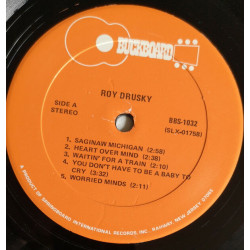 BUCKBOARD
ROY DRUSKY
SIDE A
STEREO
BBS-1032
(SLX-01798)
1. SAGINAW MICHIGAN (2:58)
2. HEART OVER MIND (2:38)
3. WAITIN' FOR A TRAIN (2:10)
4. YOU DON'T HAVE TO BE A BABY TO
CRY (3:32)
5. WORRIED MINDS (2:11)
A PRODUCT OF SPRINGBOARD INTERNATIONAL RECORDS INC. RAHWAY NEW JERSEY 07065